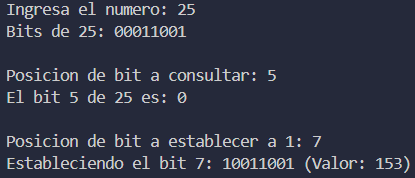 Ingresa el numero: 25
Bits de 25: 00011001
Posicion de bit a consultar: 5
El bit 5 de 25 es: 0
Posicion de bit a establecer a 1: 7
Estableciendo el bit 7: 10011001 (Valor: 153)